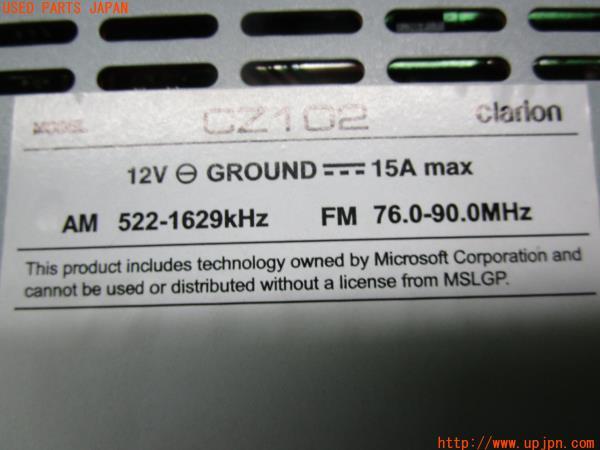 USED PARTS JAPAN
MODEL CZ102 clarion
12V ⊖ GROUND ⎓ 15A max
AM 522-1629kHz FM 76.0-90.0MHz
This product includes technology owned by Microsoft Corporation and
cannot be used or distributed without a license from MSLGP.
http://www.upjpn.com